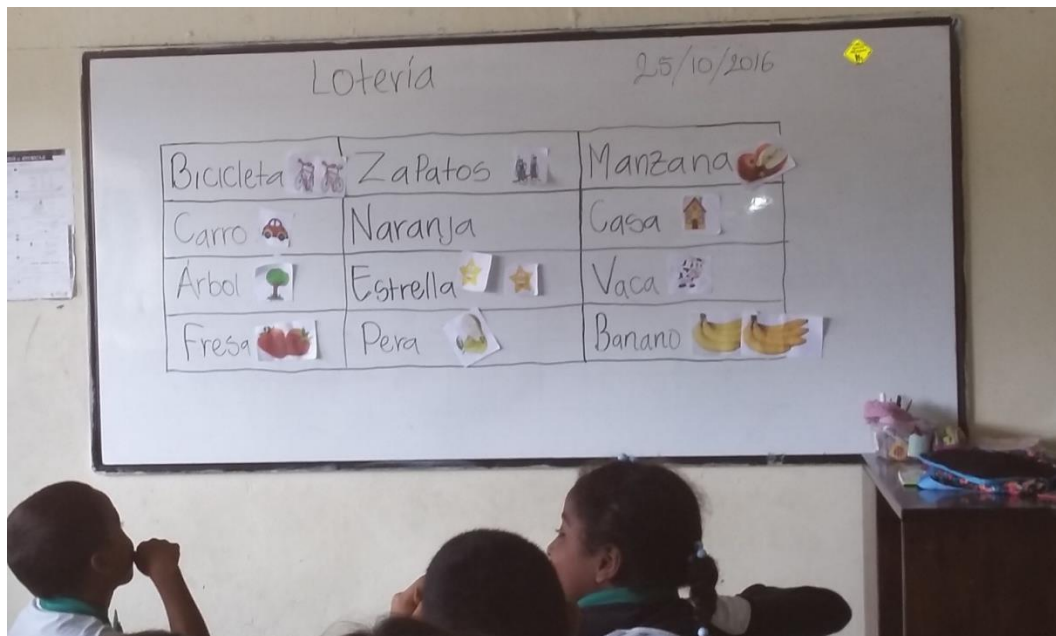 Lotería 25/10/2016
Bicicleta Zapatos Manzana
Carro Naranja Casa
Árbol Estrella Vaca
Fresa Pera Banano